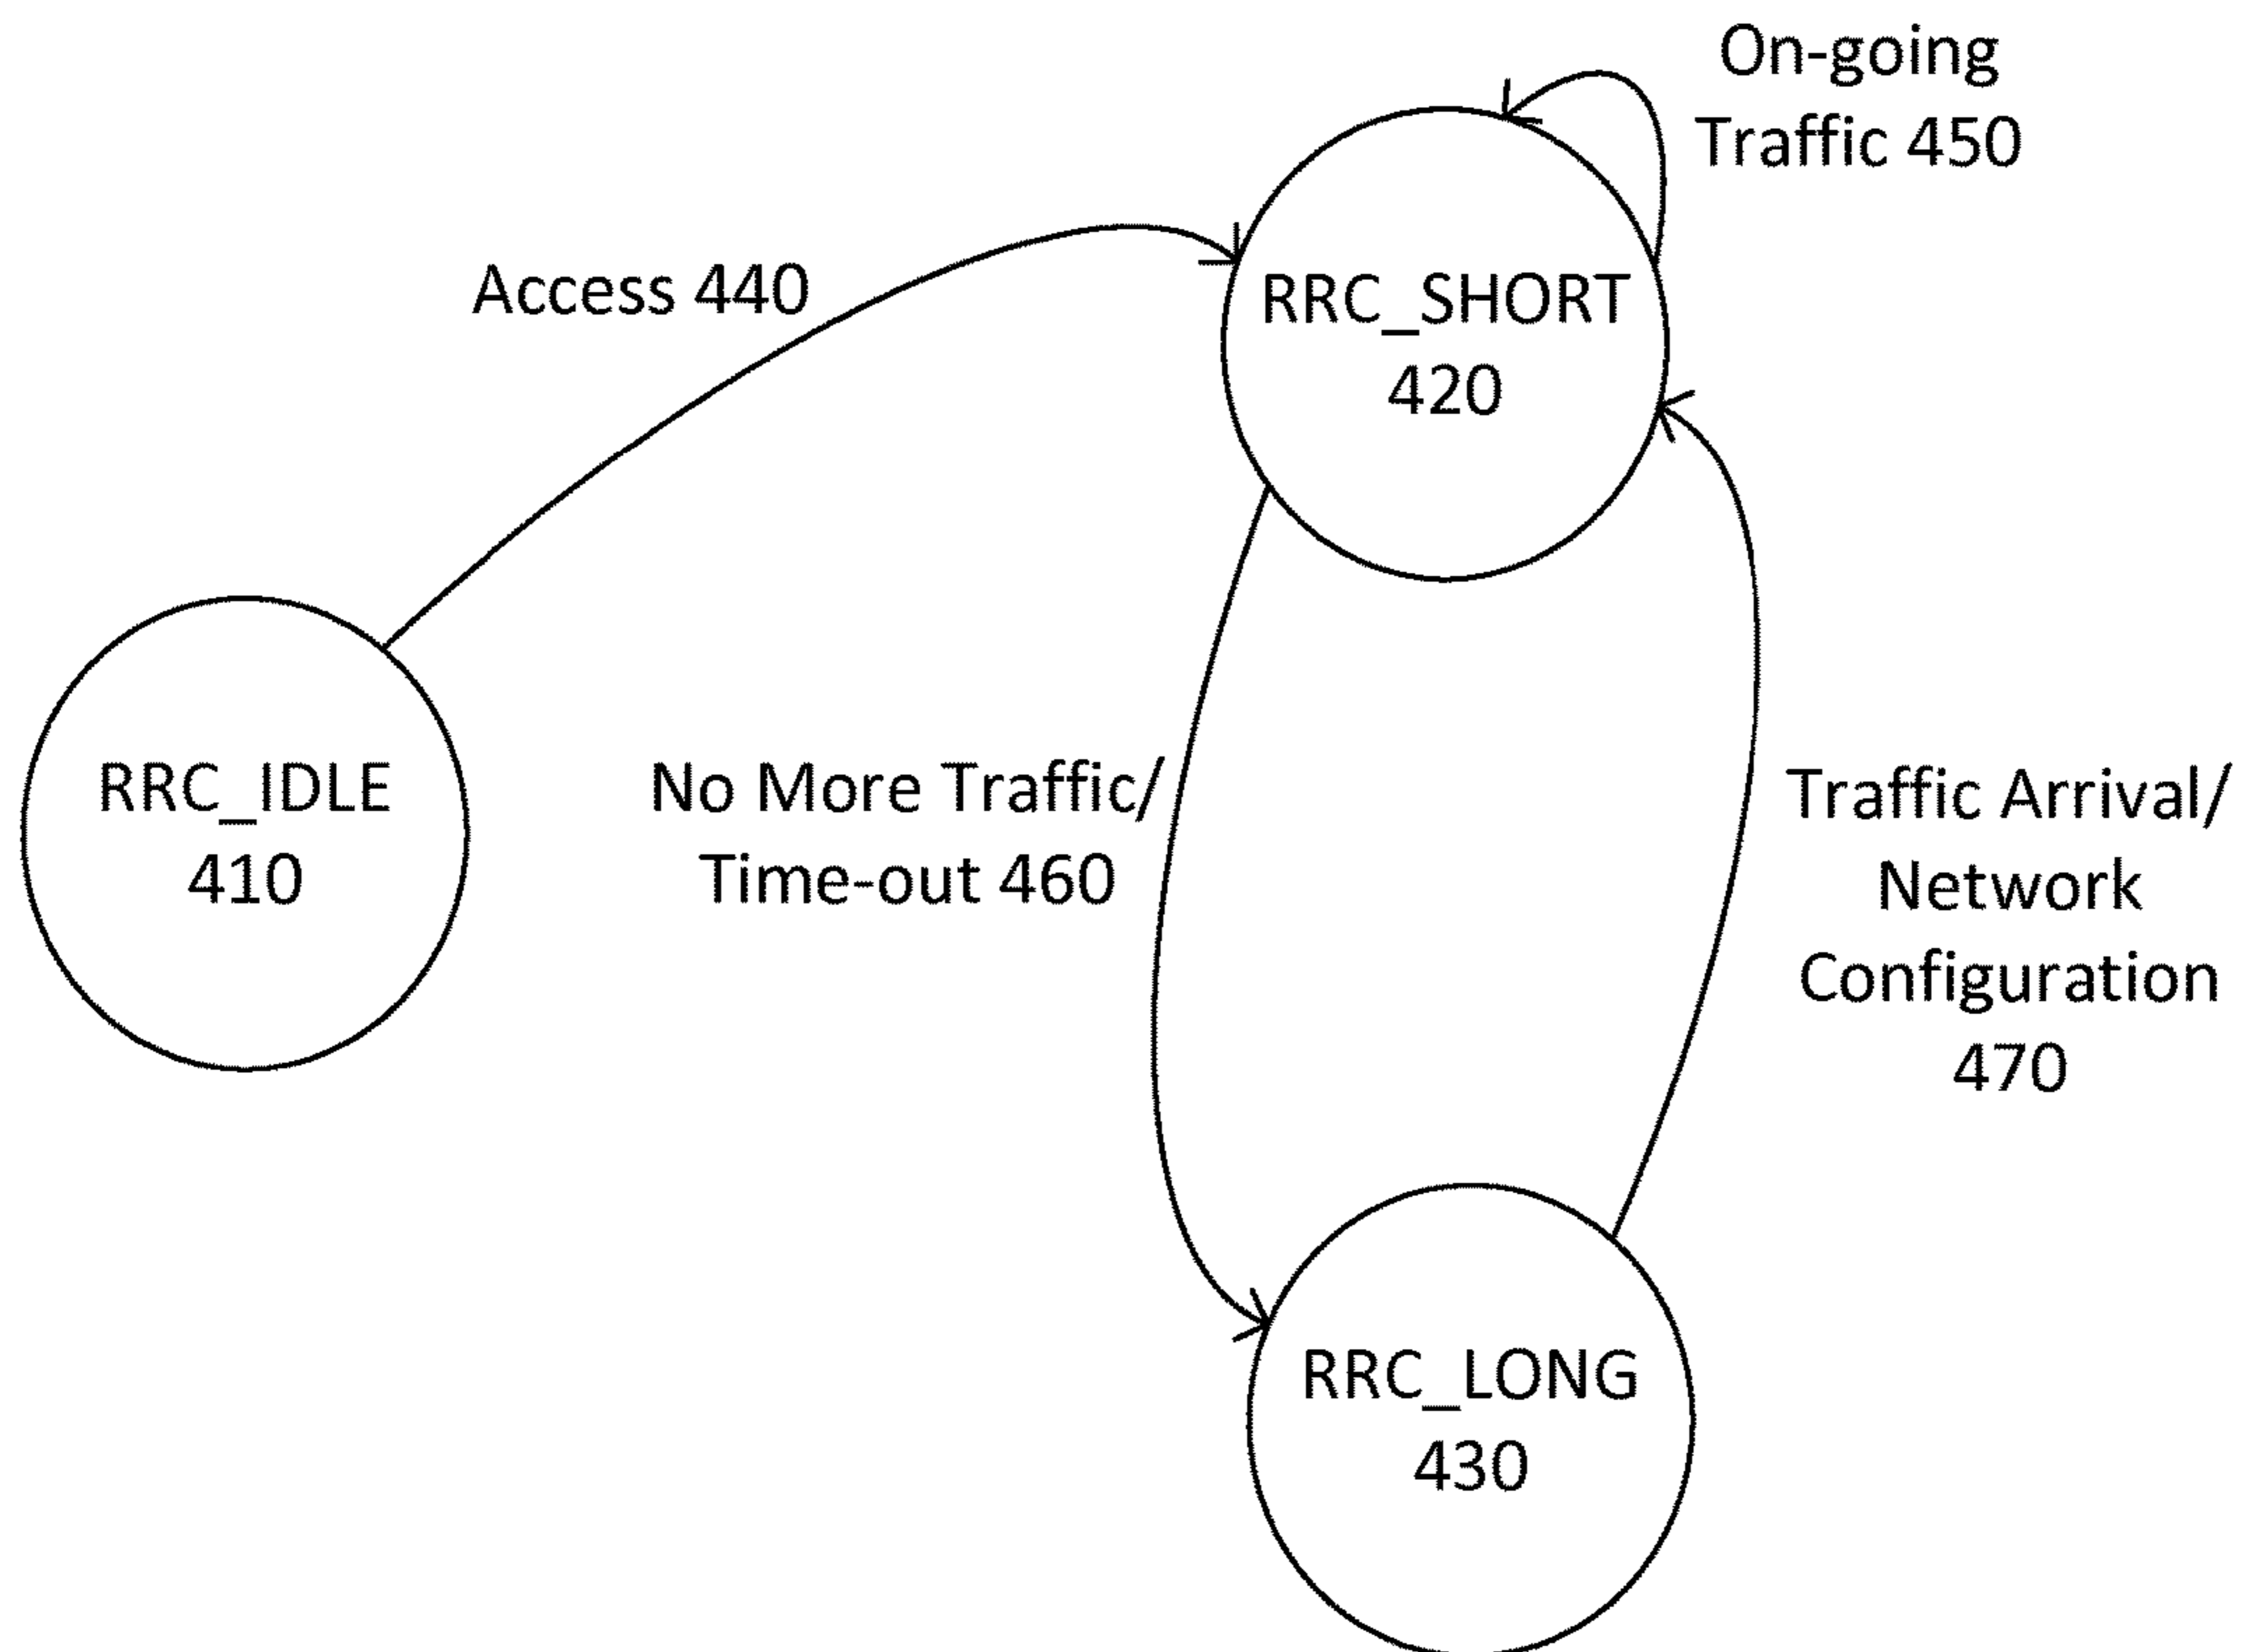 On-going
Traffic 450
Access 440
RRC_SHORT
420
RRC_IDLE
410
No More Traffic/
Time-out 460
Traffic Arrival/
Network
Configuration
470
RRC_LONG
430